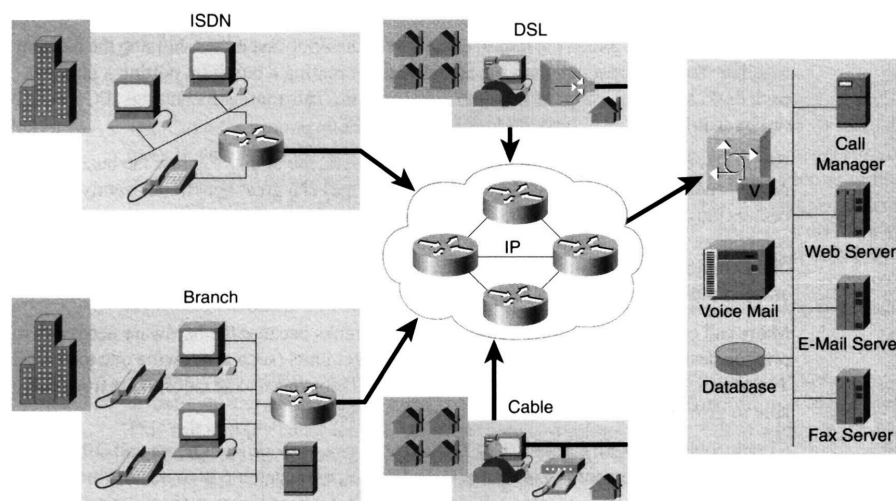 ISDN
DSL
Call
Manager
V
IP
Web Server
Branch
Voice Mail
E-Mail Server
Database
Cable
Fax Server